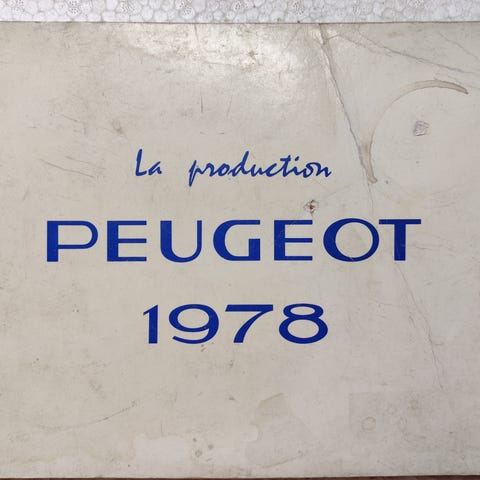 La production
PEUGEOT
1978